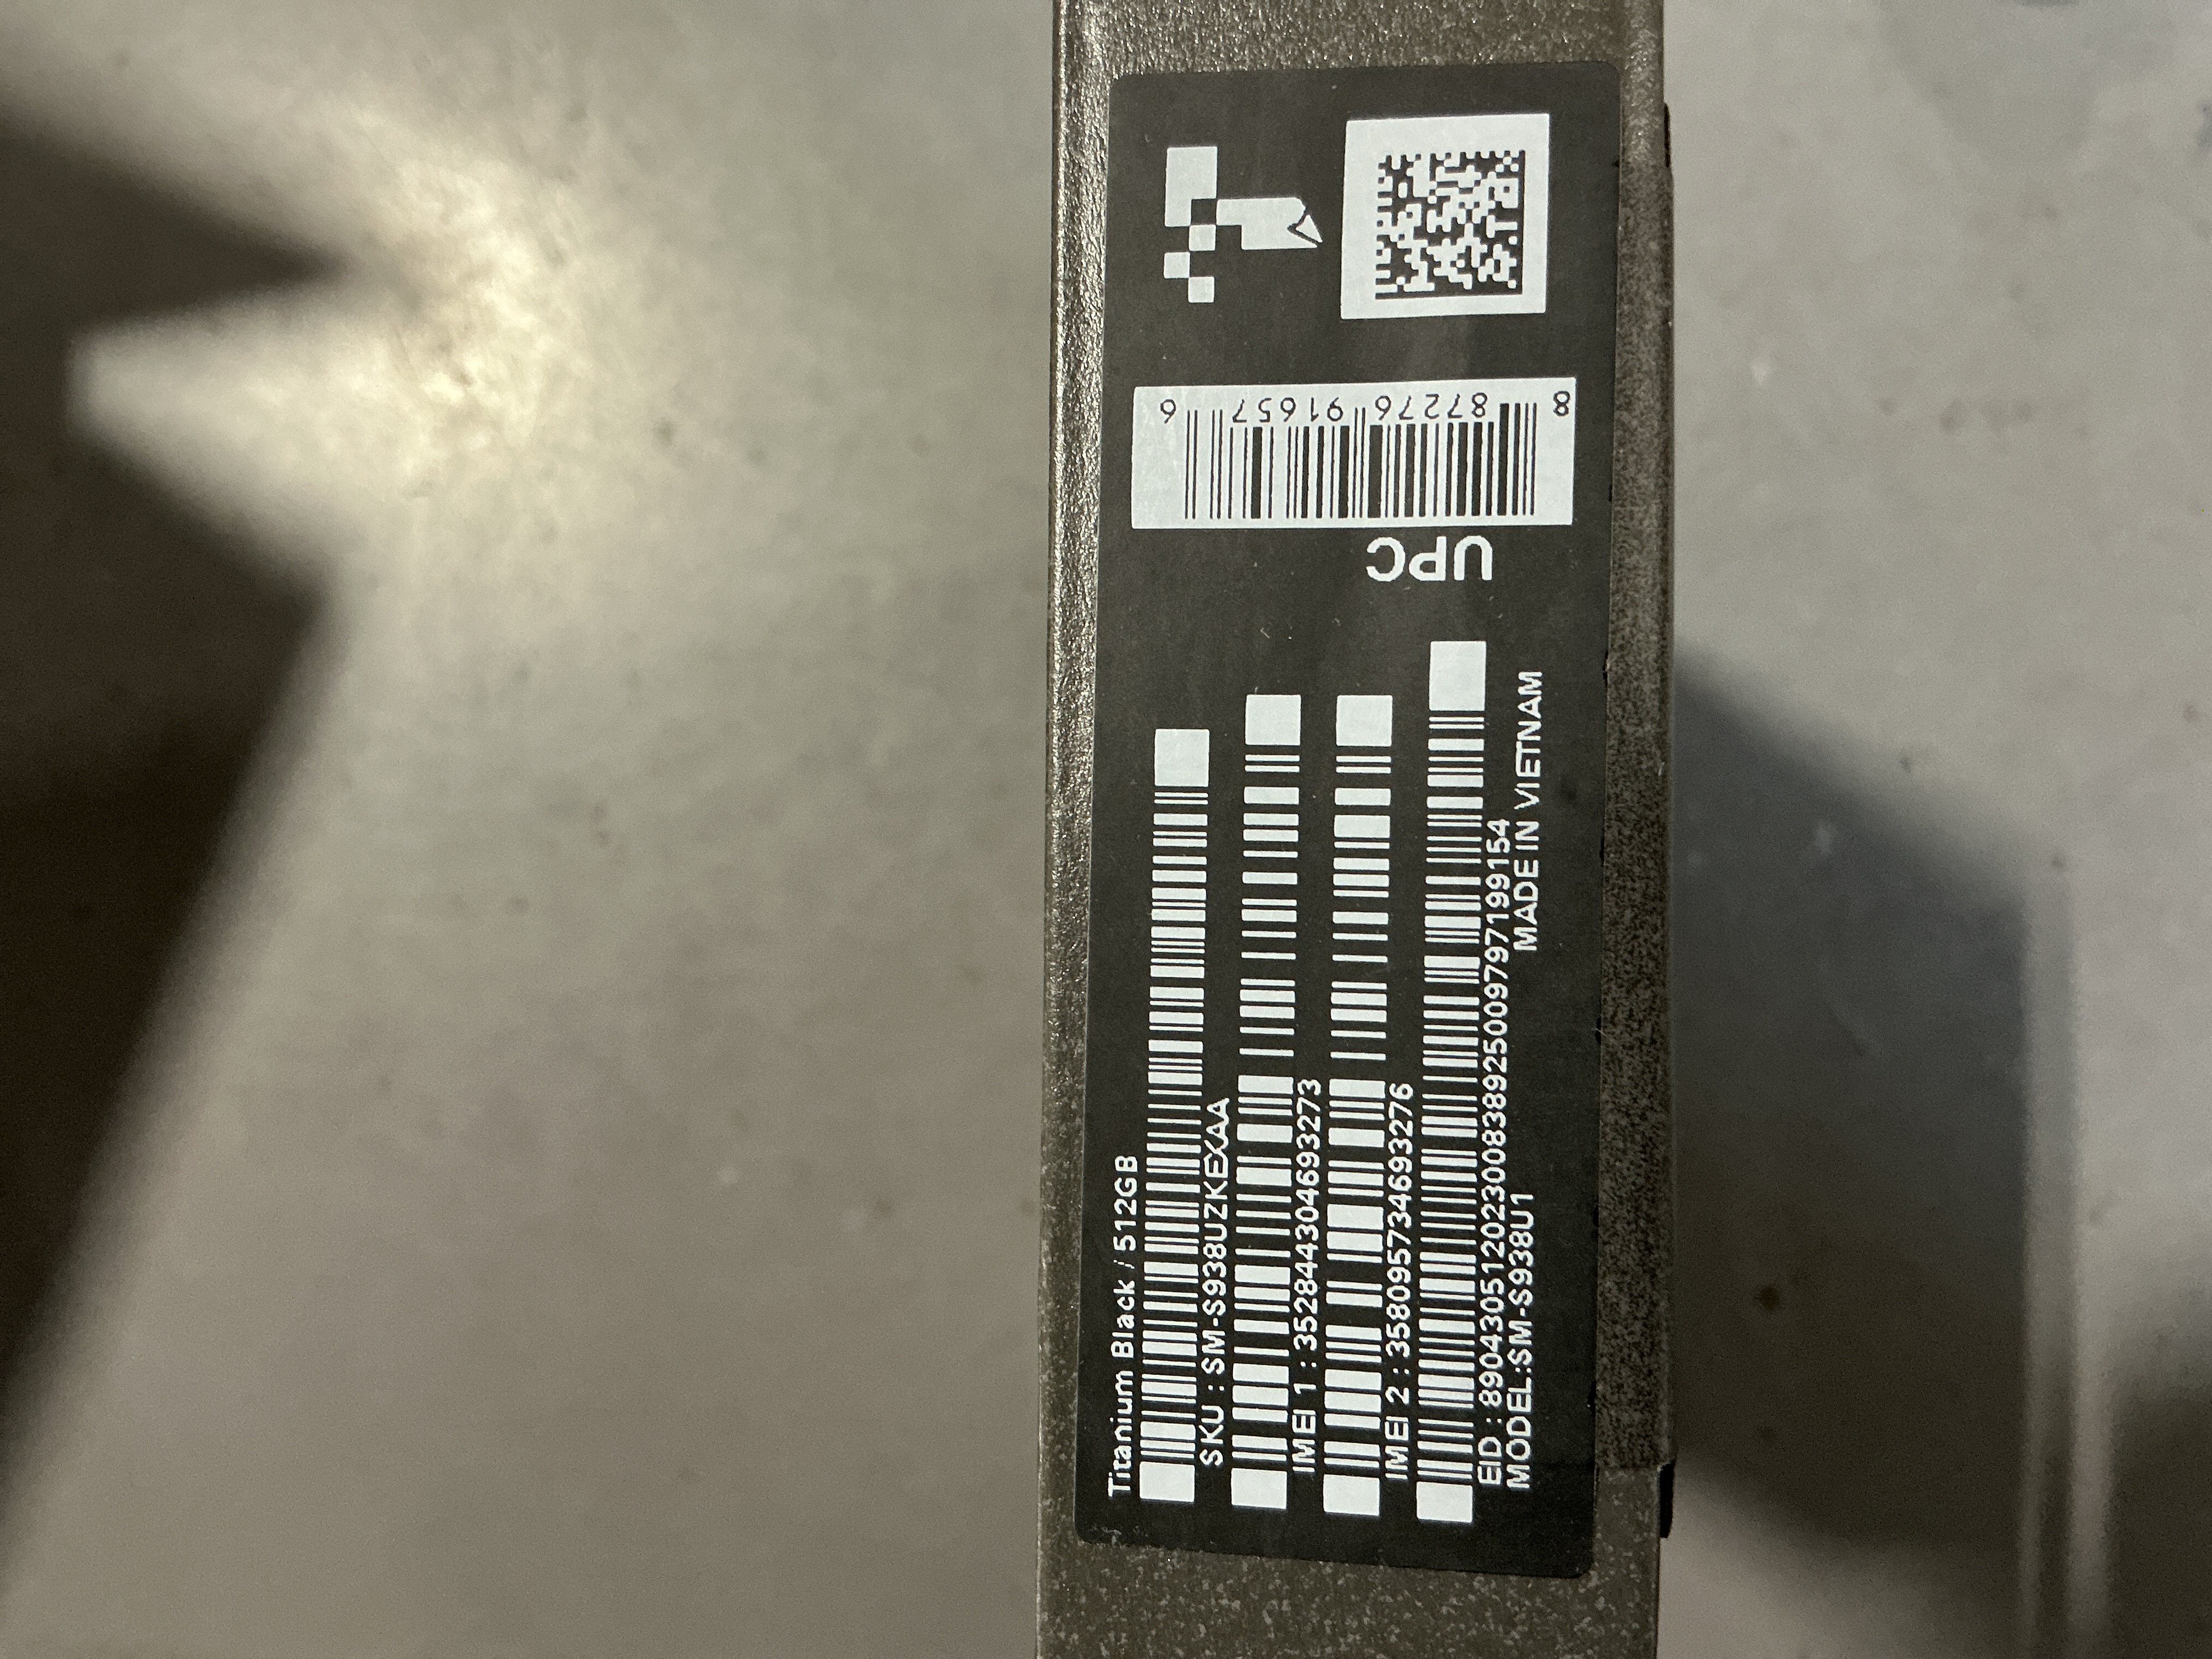 Titanium Black / 512GB
SKU : SM-S938UZKEXAA
IMEI 1 : 352844304693273
IMEI 2 : 358095734693276
EID : 89043051202300838925009797199154
MODEL:SM-S938U1
MADE IN VIETNAM
UPC
8 87276 91657 6